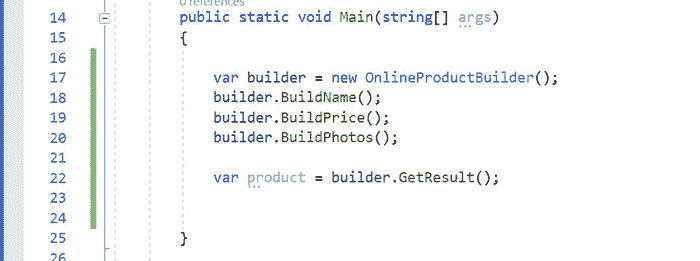 0 references
14 public static void Main(string[] args)
15 {
16
17 var builder = new OnlineProductBuilder();
18 builder.BuildName();
19 builder.BuildPrice();
20 builder.BuildPhotos();
21
22 var product = builder.GetResult();
23
24
25 }
26